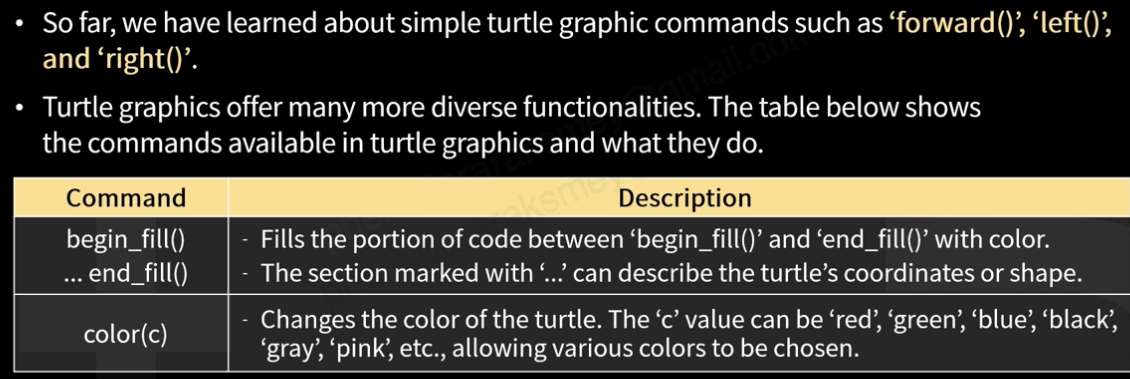 • So far, we have learned about simple turtle graphic commands such as ‘forward()’, ‘left()’,
and ‘right()’.
• Turtle graphics offer many more diverse functionalities. The table below shows
the commands available in turtle graphics and what they do.
Command Description
begin_fill() - Fills the portion of code between ‘begin_fill()’ and ‘end_fill()’ with color.
... end_fill() - The section marked with ‘...’ can describe the turtle’s coordinates or shape.
color(c) - Changes the color of the turtle. The ‘c’ value can be ‘red’, ‘green’, ‘blue’, ‘black’,
‘gray’, ‘pink’, etc., allowing various colors to be chosen.